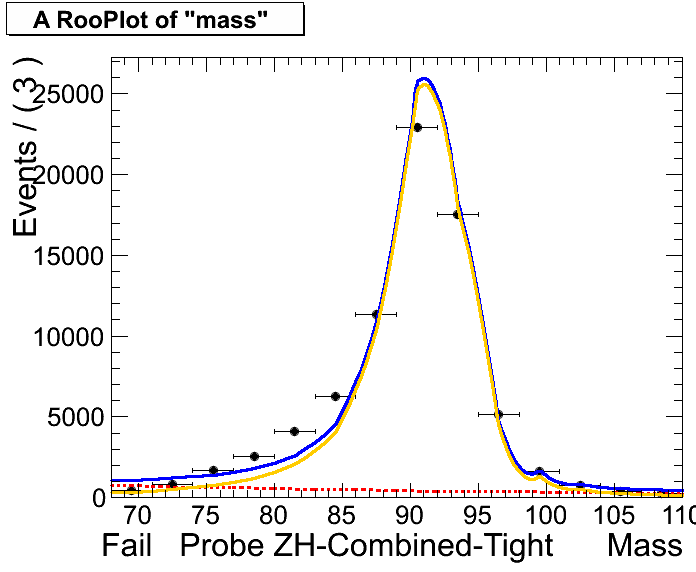 A RooPlot of "mass"
Events / ( 3 )
25000
20000
15000
10000
5000
0
70 75 80 85 90 95 100 105 110
Fail Probe ZH-Combined-Tight Mass